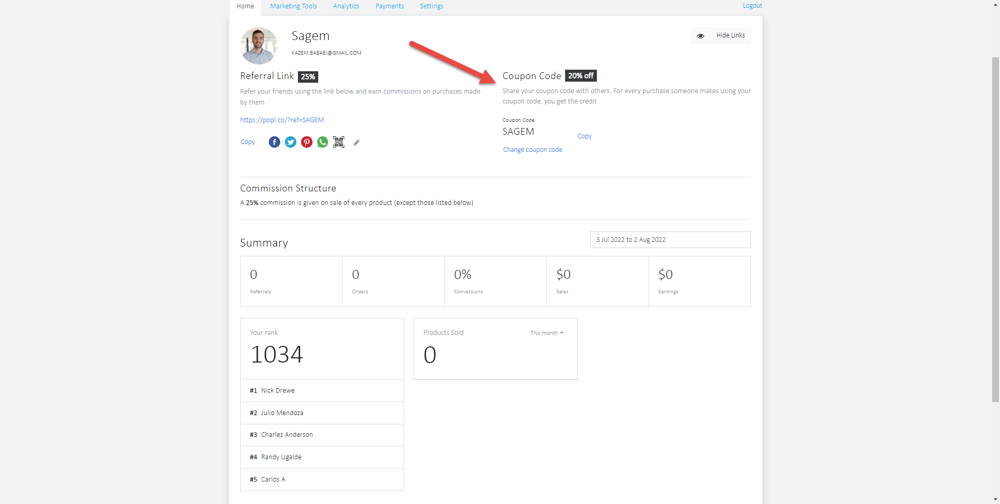 Home Marketing Tools Analytics Payments Settings Logout
Sagem
KAZEM.BABAEI@GMAIL.COM
Hide Links
Referral Link 25%
Refer your friends using the link below and earn commissions on purchases made
by them
https://popl.co/?ref=SAGEM
Copy
Coupon Code 20% off
Share your coupon code with others. For every purchase someone makes using your
coupon code, you get the credit
Coupon Code
SAGEM
Copy
Change coupon code
Commission Structure
A 25% commission is given on sale of every product (except those listed below)
Summary
3 Jul 2022 to 2 Aug 2022
0
Referrals
0
Orders
0%
Conversions
$0
Sales
$0
Earnings
Your rank
1034
#1 Nick Drewe
#2 Julio Mendoza
#3 Charles Anderson
#4 Randy Ugalde
#5 Carlos A
Products Sold This month
0